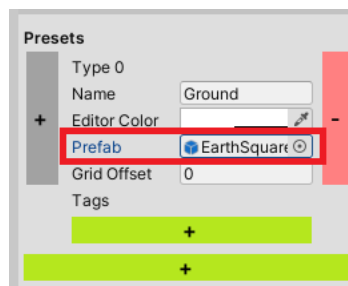 Presets
Type 0
Name Ground
+ Editor Color -
Prefab EarthSquare
Grid Offset 0
Tags
+
+